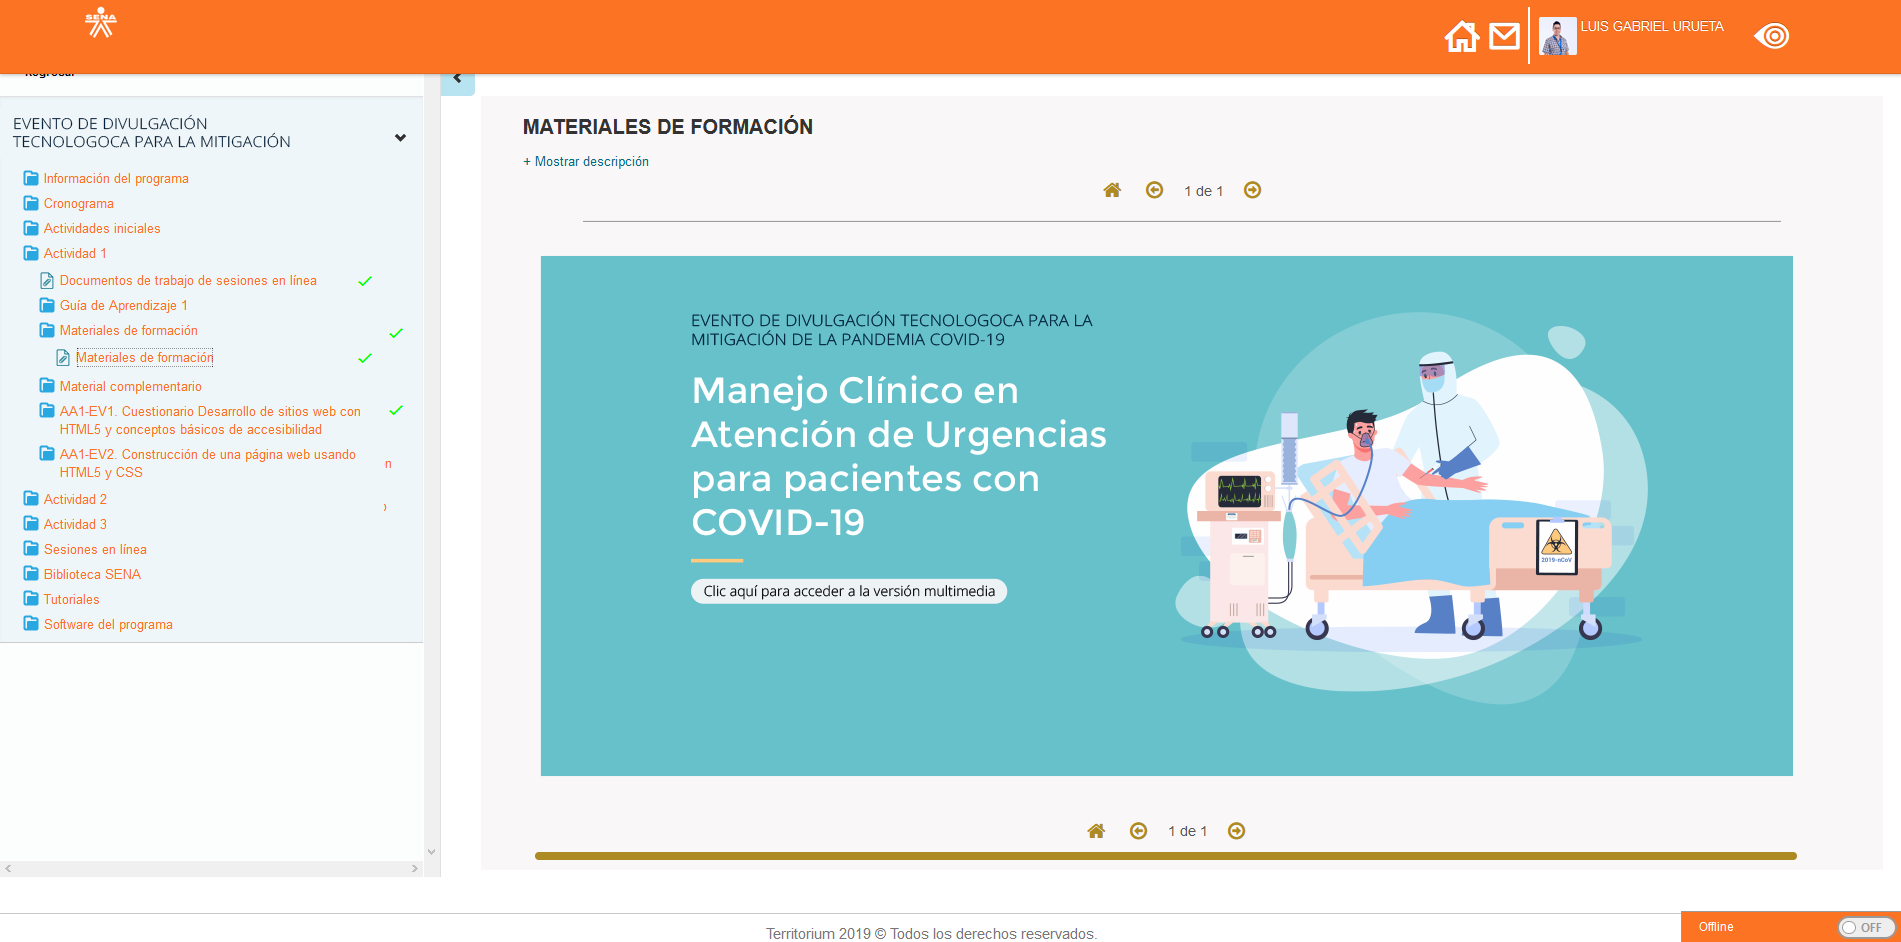 SENA
LUIS GABRIEL URUETA
Regresar
EVENTO DE DIVULGACIÓN
TECNOLOGOCA PARA LA MITIGACIÓN
Información del programa
Cronograma
Actividades iniciales
Actividad 1
Documentos de trabajo de sesiones en línea
Guía de Aprendizaje 1
Materiales de formación
Materiales de formación
Material complementario
AA1-EV1. Cuestionario Desarrollo de sitios web con
HTML5 y conceptos básicos de accesibilidad
AA1-EV2. Construcción de una página web usando
HTML5 y CSS
n
Actividad 2
Actividad 3
Sesiones en línea
Biblioteca SENA
Tutoriales
Software del programa
MATERIALES DE FORMACIÓN
+ Mostrar descripción
1 de 1
EVENTO DE DIVULGACIÓN TECNOLOGOCA PARA LA
MITIGACIÓN DE LA PANDEMIA COVID-19
Manejo Clínico en
Atención de Urgencias
para pacientes con
COVID-19
Clic aquí para acceder a la versión multimedia
2019-nCoV
1 de 1
Territorium 2019 © Todos los derechos reservados.
Offline
OFF